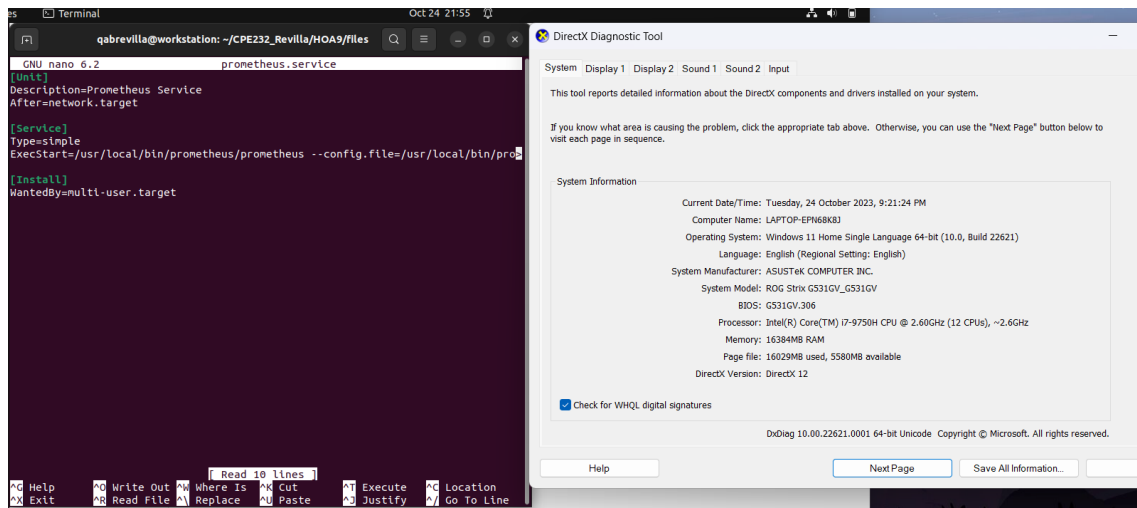 es Terminal Oct 24 21:55
qabrevilla@workstation: ~/CPE232_Revilla/HOA9/files
GNU nano 6.2 prometheus.service
[Unit]
Description=Prometheus Service
After=network.target
[Service]
Type=simple
ExecStart=/usr/local/bin/prometheus/prometheus --config.file=/usr/local/bin/pro>
[Install]
WantedBy=multi-user.target
[ Read 10 lines ]
^G Help ^O Write Out ^W Where Is ^K Cut ^T Execute ^C Location
^X Exit ^R Read File ^\ Replace ^U Paste ^J Justify ^/ Go To Line
DirectX Diagnostic Tool
System Display 1 Display 2 Sound 1 Sound 2 Input
This tool reports detailed information about the DirectX components and drivers installed on your system.
If you know what area is causing the problem, click the appropriate tab above. Otherwise, you can use the "Next Page" button below to
visit each page in sequence.
System Information
Current Date/Time: Tuesday, 24 October 2023, 9:21:24 PM
Computer Name: LAPTOP-EPN68K8J
Operating System: Windows 11 Home Single Language 64-bit (10.0, Build 22621)
Language: English (Regional Setting: English)
System Manufacturer: ASUSTeK COMPUTER INC.
System Model: ROG Strix G531GV_G531GV
BIOS: G531GV.306
Processor: Intel(R) Core(TM) i7-9750H CPU @ 2.60GHz (12 CPUs), ~2.6GHz
Memory: 16384MB RAM
Page file: 16029MB used, 5580MB available
DirectX Version: DirectX 12
Check for WHQL digital signatures
DxDiag 10.00.22621.0001 64-bit Unicode Copyright © Microsoft. All rights reserved.
Help Next Page Save All Information...